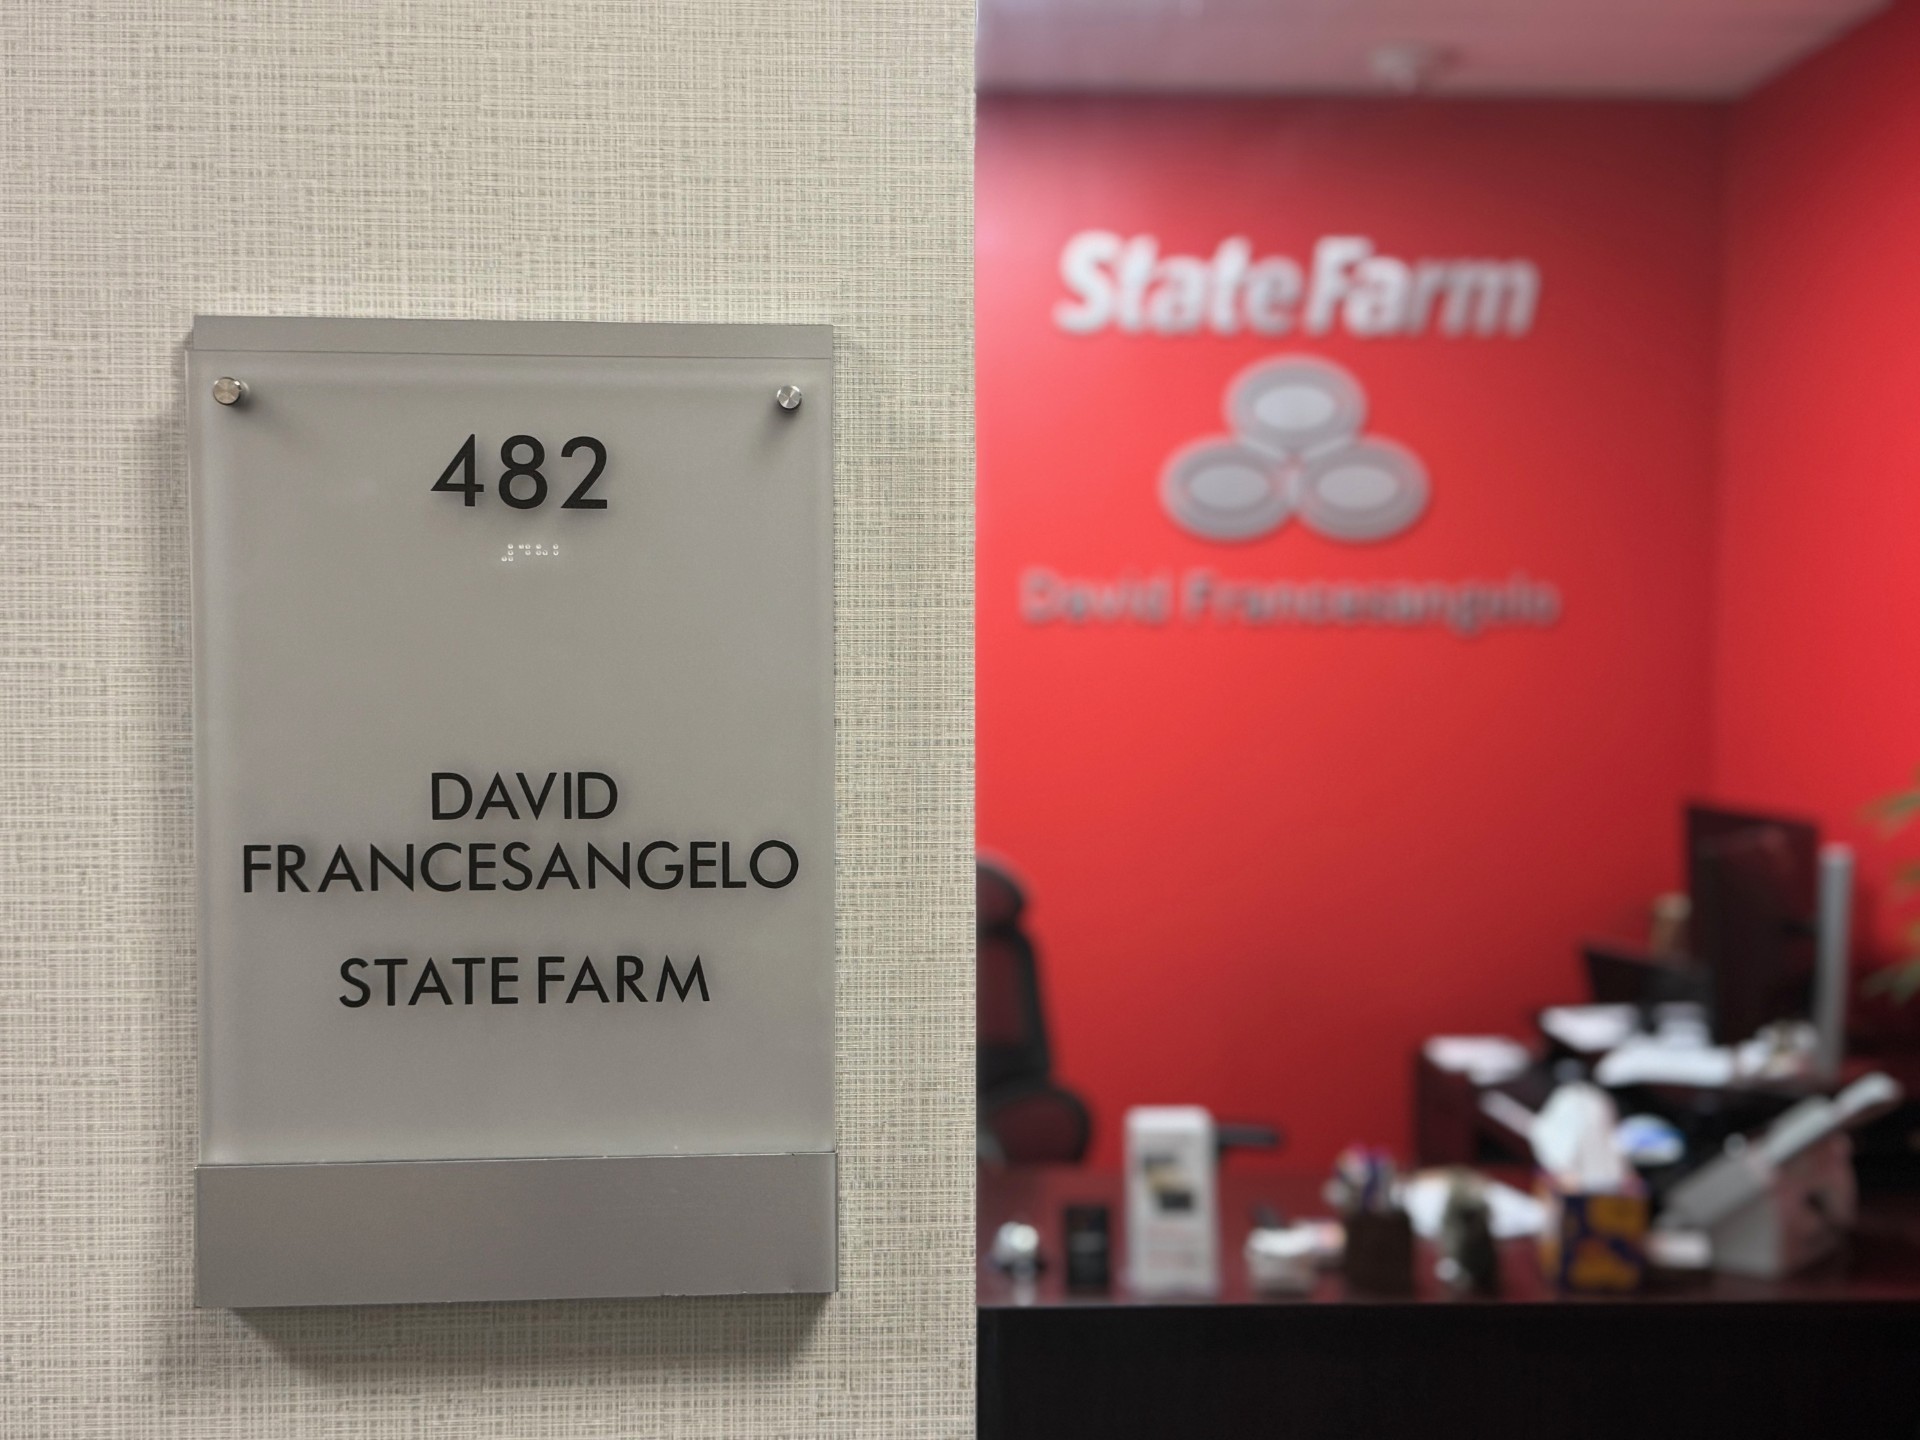 482
DAVID
FRANCESANGELO
STATE FARM
State Farm
David Francesangelo